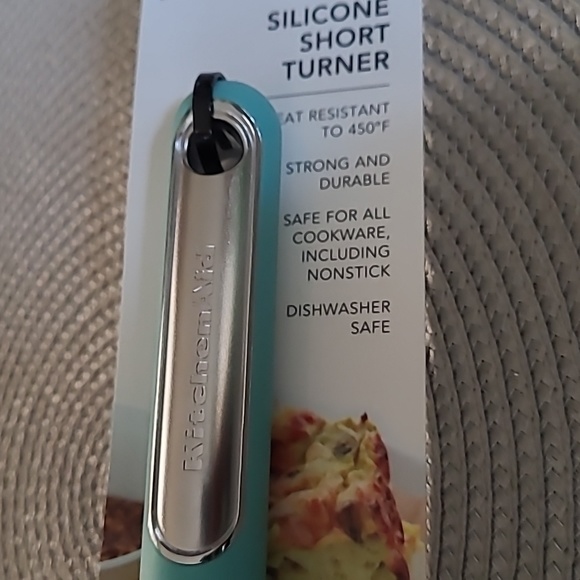 SILICONE
SHORT
TURNER
EAT RESISTANT
TO 450°F
STRONG AND
DURABLE
SAFE FOR ALL
COOKWARE,
INCLUDING
NONSTICK
DISHWASHER
SAFE
KitchenAid